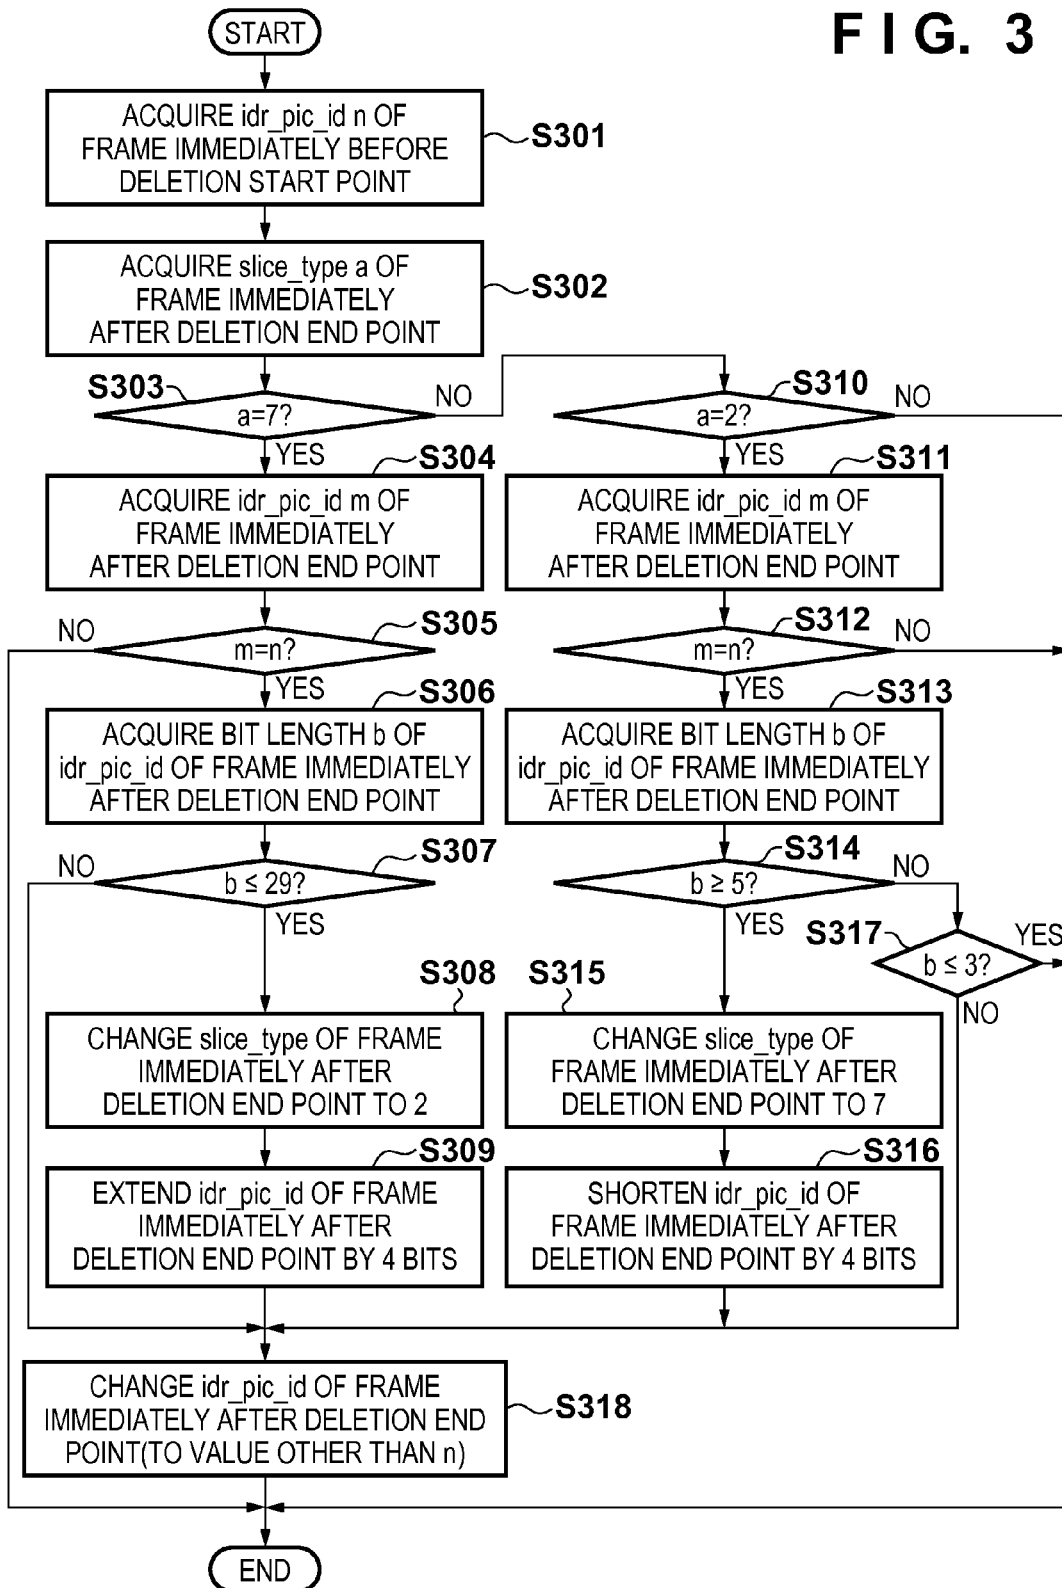 FIG. 3
START
ACQUIRE idr_pic_id n OF
FRAME IMMEDIATELY BEFORE
DELETION START POINT
S301
ACQUIRE slice_type a OF
FRAME IMMEDIATELY
AFTER DELETION END POINT
S302
S303
a=7?
NO
YES
S310
a=2?
NO
YES
S304
ACQUIRE idr_pic_id m OF
FRAME IMMEDIATELY
AFTER DELETION END POINT
S311
ACQUIRE idr_pic_id m OF
FRAME IMMEDIATELY
AFTER DELETION END POINT
NO
S305
m=n?
YES
S312
NO
m=n?
YES
S306
ACQUIRE BIT LENGTH b OF
idr_pic_id OF FRAME IMMEDIATELY
AFTER DELETION END POINT
S313
ACQUIRE BIT LENGTH b OF
idr_pic_id OF FRAME IMMEDIATELY
AFTER DELETION END POINT
NO
S307
b ≤ 29?
YES
S314
NO
b ≥ 5?
YES
S317
YES
b ≤ 3?
NO
S308
CHANGE slice_type OF FRAME
IMMEDIATELY AFTER
DELETION END POINT TO 2
S315
CHANGE slice_type OF
FRAME IMMEDIATELY AFTER
DELETION END POINT TO 7
S309
EXTEND idr_pic_id OF FRAME
IMMEDIATELY AFTER
DELETION END POINT BY 4 BITS
S316
SHORTEN idr_pic_id OF
FRAME IMMEDIATELY AFTER
DELETION END POINT BY 4 BITS
CHANGE idr_pic_id OF FRAME
IMMEDIATELY AFTER DELETION END
POINT(TO VALUE OTHER THAN n)
S318
END